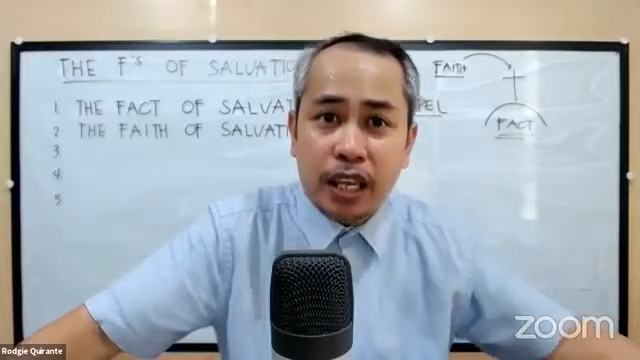 THE F'S OF SALVATIO
FAITH
1 THE FACT OF SALVAT EL
2 THE FAITH OF SALVATI
FACT
3
4
5
zoom
Rodgie Quirante